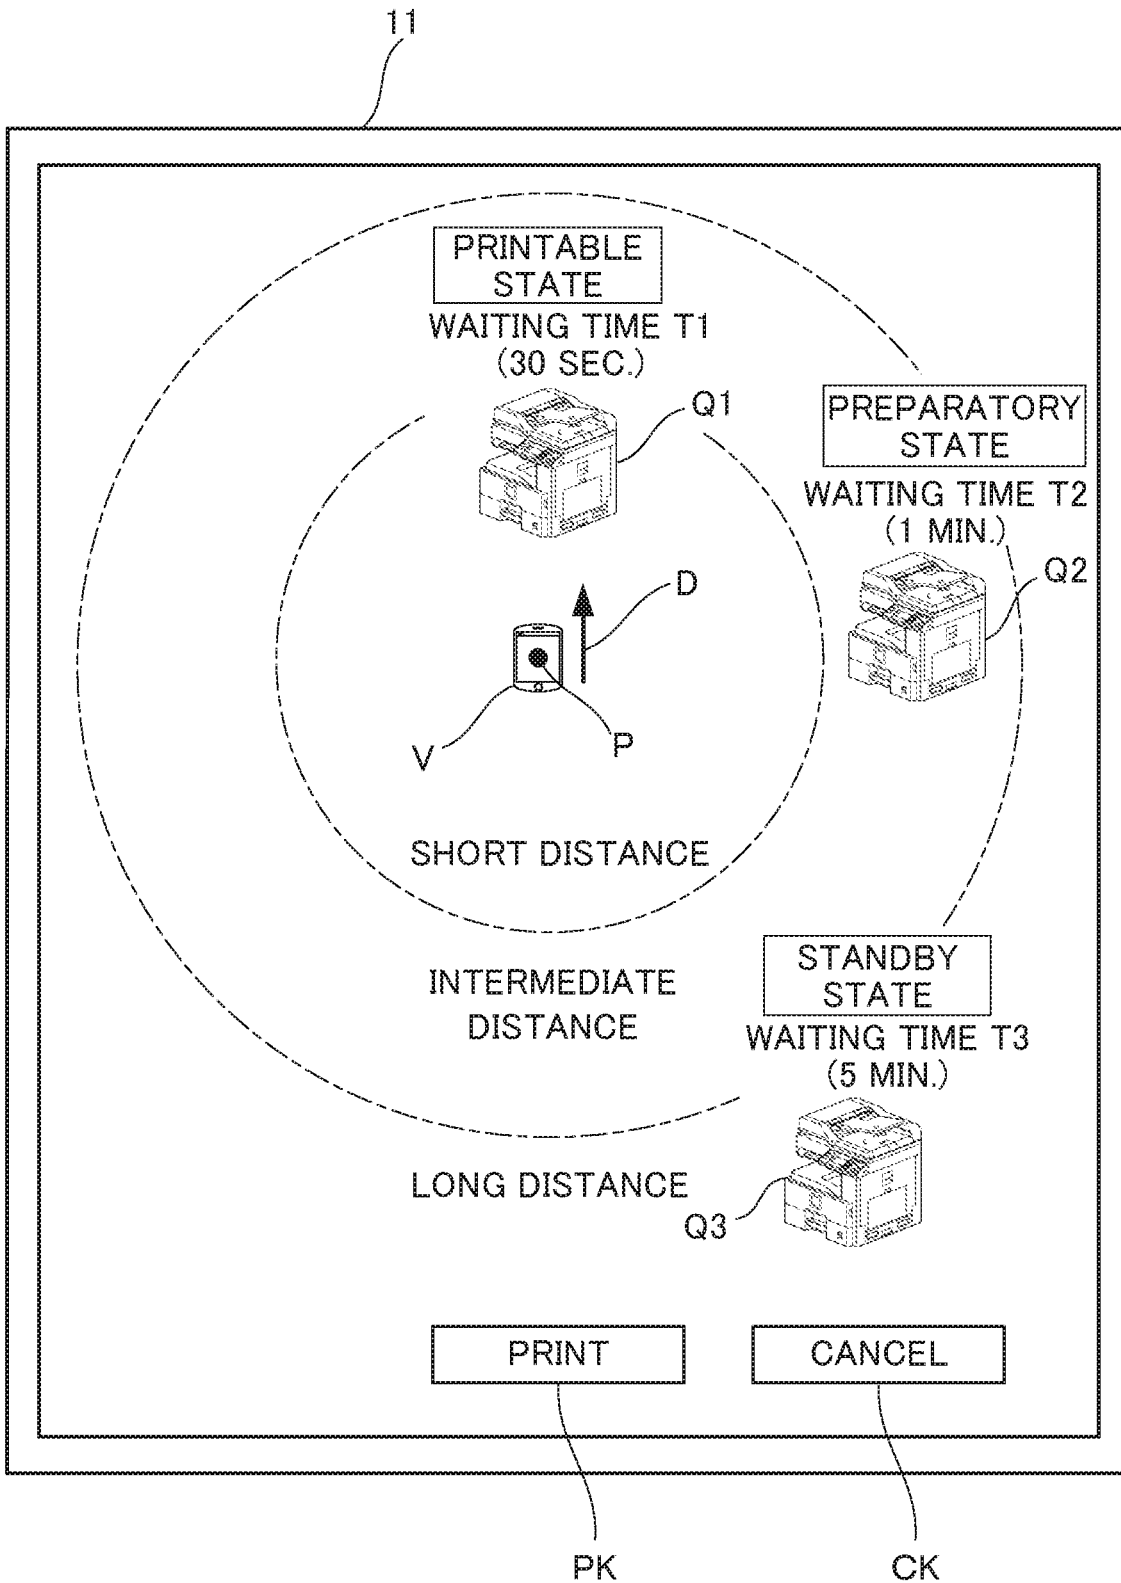 11
PRINTABLE
STATE
WAITING TIME T1
(30 SEC.)
Q1
PREPARATORY
STATE
WAITING TIME T2
(1 MIN.)
Q2
D
V
P
SHORT DISTANCE
INTERMEDIATE
DISTANCE
STANDBY
STATE
WAITING TIME T3
(5 MIN.)
LONG DISTANCE
Q3
PRINT
CANCEL
PK
CK